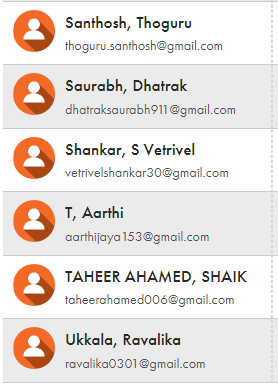 Santhosh, Thoguru
thoguru.santhosh@gmail.com
Saurabh, Dhatrak
dhatraksaurabh911@gmail.com
Shankar, S Vetrivel
vetrivelshankar30@gmail.com
T, Aarthi
aarthijaya153@gmail.com
TAHEER AHAMED, SHAIK
taheerahamed006@gmail.com
Ukkala, Ravalika
ravalika0301@gmail.com